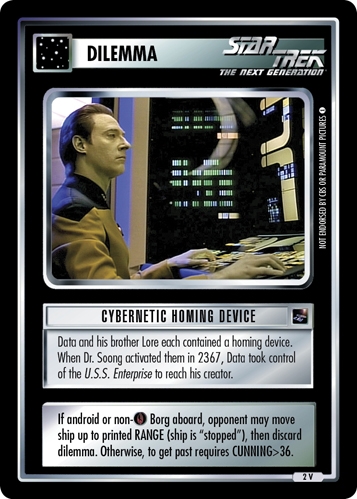 DILEMMA
STAR TREK
THE NEXT GENERATION
NOT ENDORSED BY CBS OR PARAMOUNT PICTURES
CYBERNETIC HOMING DEVICE
Data and his brother Lore each contained a homing device.
When Dr. Soong activated them in 2367, Data took control
of the U.S.S. Enterprise to reach his creator.
If android or non- Borg aboard, opponent may move
ship up to printed RANGE (ship is “stopped”), then discard
dilemma. Otherwise, to get past requires CUNNING>36.
2 V